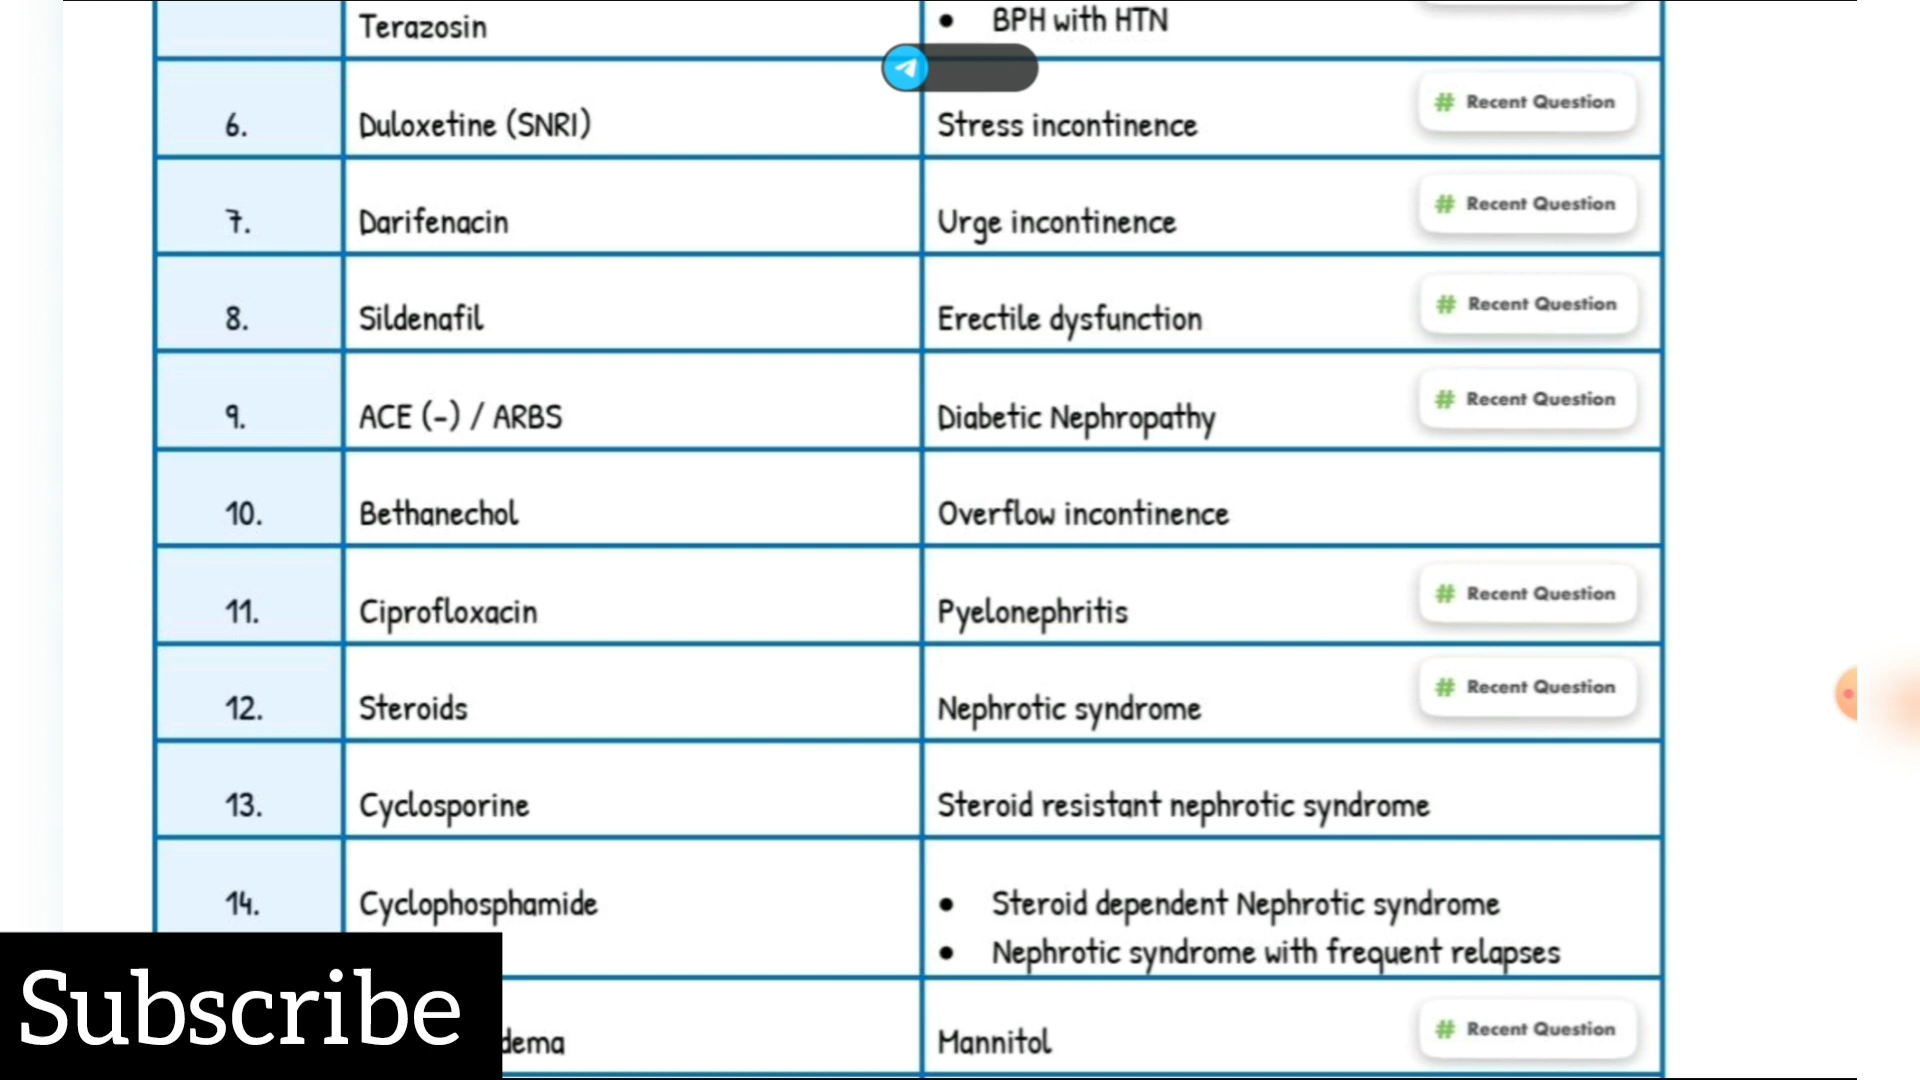 Terazosin
• BPH with HTN
6. Duloxetine (SNRI) Stress incontinence # Recent Question
7. Darifenacin Urge incontinence # Recent Question
8. Sildenafil Erectile dysfunction # Recent Question
9. ACE (-) / ARBS Diabetic Nephropathy # Recent Question
10. Bethanechol Overflow incontinence
11. Ciprofloxacin Pyelonephritis # Recent Question
12. Steroids Nephrotic syndrome # Recent Question
13. Cyclosporine Steroid resistant nephrotic syndrome
14. Cyclophosphamide • Steroid dependent Nephrotic syndrome
• Nephrotic syndrome with frequent relapses
dema Mannitol # Recent Question
Subscribe